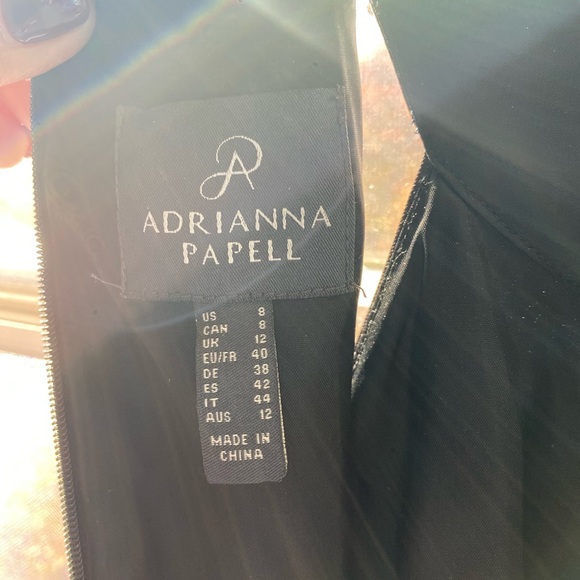 ADRIANNA
PAPELL
US 8
CAN 8
UK 12
EU/FR 40
DE 38
ES 42
IT 44
AUS 12
MADE IN
CHINA